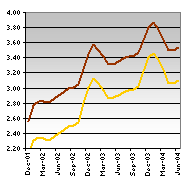 4.00
3.80
3.60
3.40
3.20
3.00
2.80
2.60
2.40
2.20
Dec-01
Mar-02
Jun-02
Sep-02
Dec-02
Mar-03
Jun-03
Sep-03
Dec-03
Mar-04
Jun-04